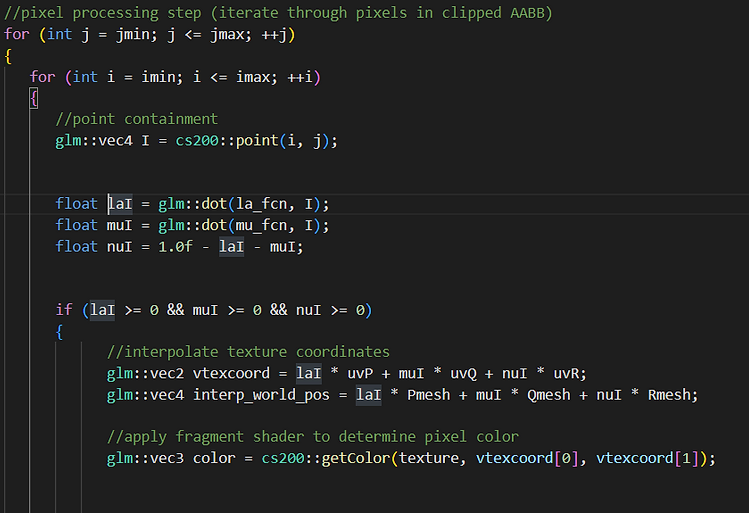 //pixel processing step (iterate through pixels in clipped AABB)
for (int j = jmin; j <= jmax; ++j)
{
for (int i = imin; i <= imax; ++i)
{
//point containment
glm::vec4 I = cs200::point(i, j);
float laI = glm::dot(la_fcn, I);
float muI = glm::dot(mu_fcn, I);
float nuI = 1.0f - laI - muI;
if (laI >= 0 && muI >= 0 && nuI >= 0)
{
//interpolate texture coordinates
glm::vec2 vtexcoord = laI * uvP + muI * uvQ + nuI * uvR;
glm::vec4 interp_world_pos = laI * Pmesh + muI * Qmesh + nuI * Rmesh;
//apply fragment shader to determine pixel color
glm::vec3 color = cs200::getColor(texture, vtexcoord[0], vtexcoord[1]);